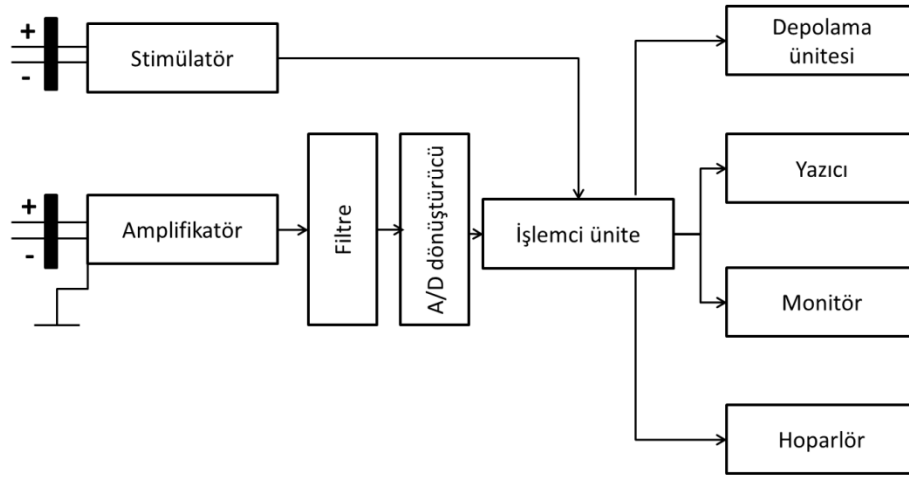 +
-
Stimülatör
Depolama
ünitesi
+
-
Amplifikatör
Filtre
A/D dönüştürücü
İşlemci ünite
Yazıcı
Monitör
Hoparlör